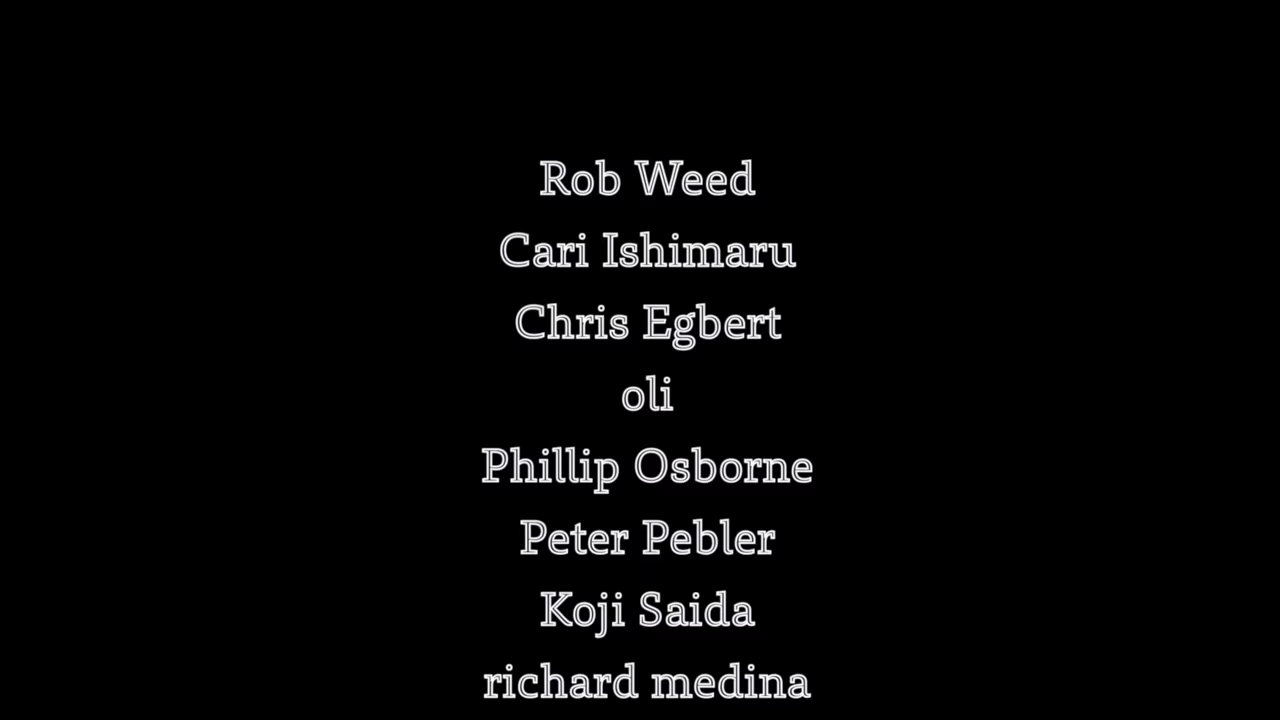 Rob Weed
Cari Ishimaru
Chris Egbert
oli
Phillip Osborne
Peter Pebler
Koji Saida
richard medina